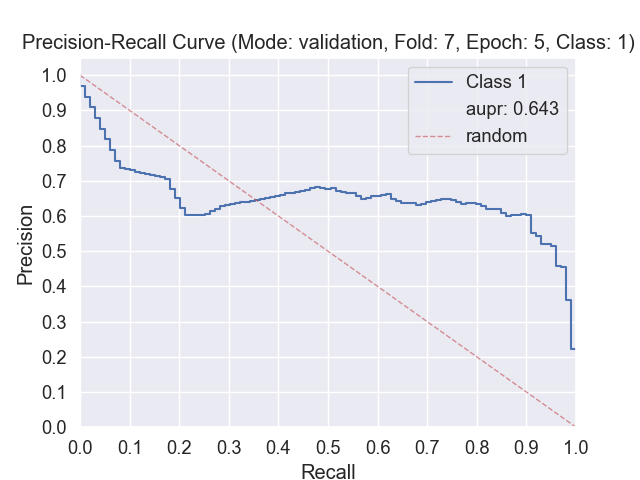 Precision-Recall Curve (Mode: validation, Fold: 7, Epoch: 5, Class: 1)
1.0
0.9
0.8
0.7
0.6
0.5
0.4
0.3
0.2
0.1
0.0
Precision
Class 1
aupr: 0.643
random
0.0 0.1 0.2 0.3 0.4 0.5 0.6 0.7 0.8 0.9 1.0
Recall